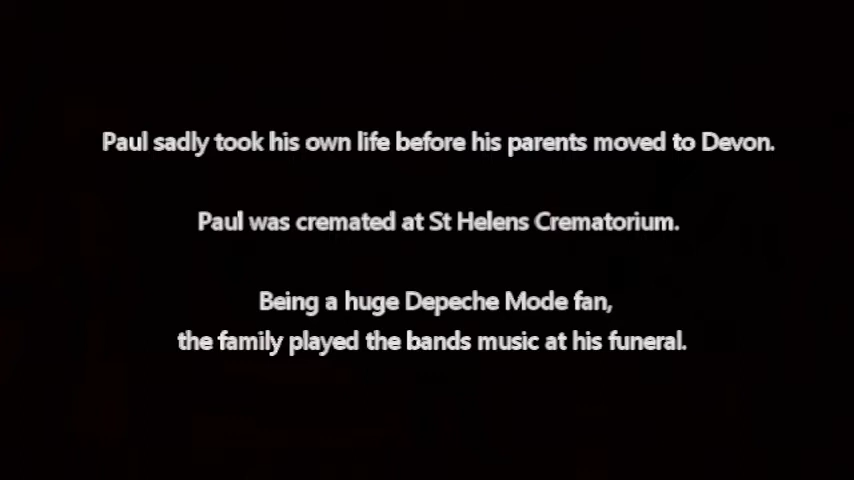 Paul sadly took his own life before his parents moved to Devon.
Paul was cremated at St Helens Crematorium.
Being a huge Depeche Mode fan,
the family played the bands music at his funeral.